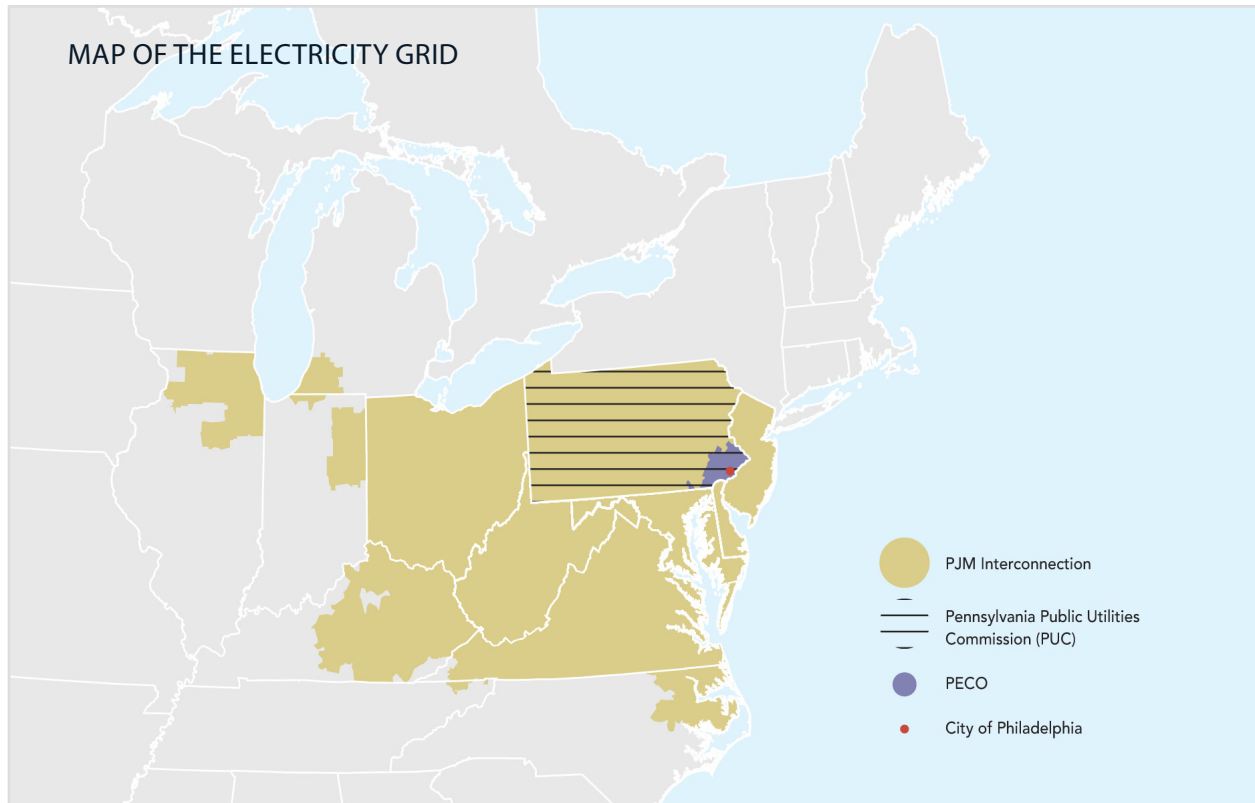 MAP OF THE ELECTRICITY GRID
PJM Interconnection
Pennsylvania Public Utilities
Commission (PUC)
PECO
City of Philadelphia